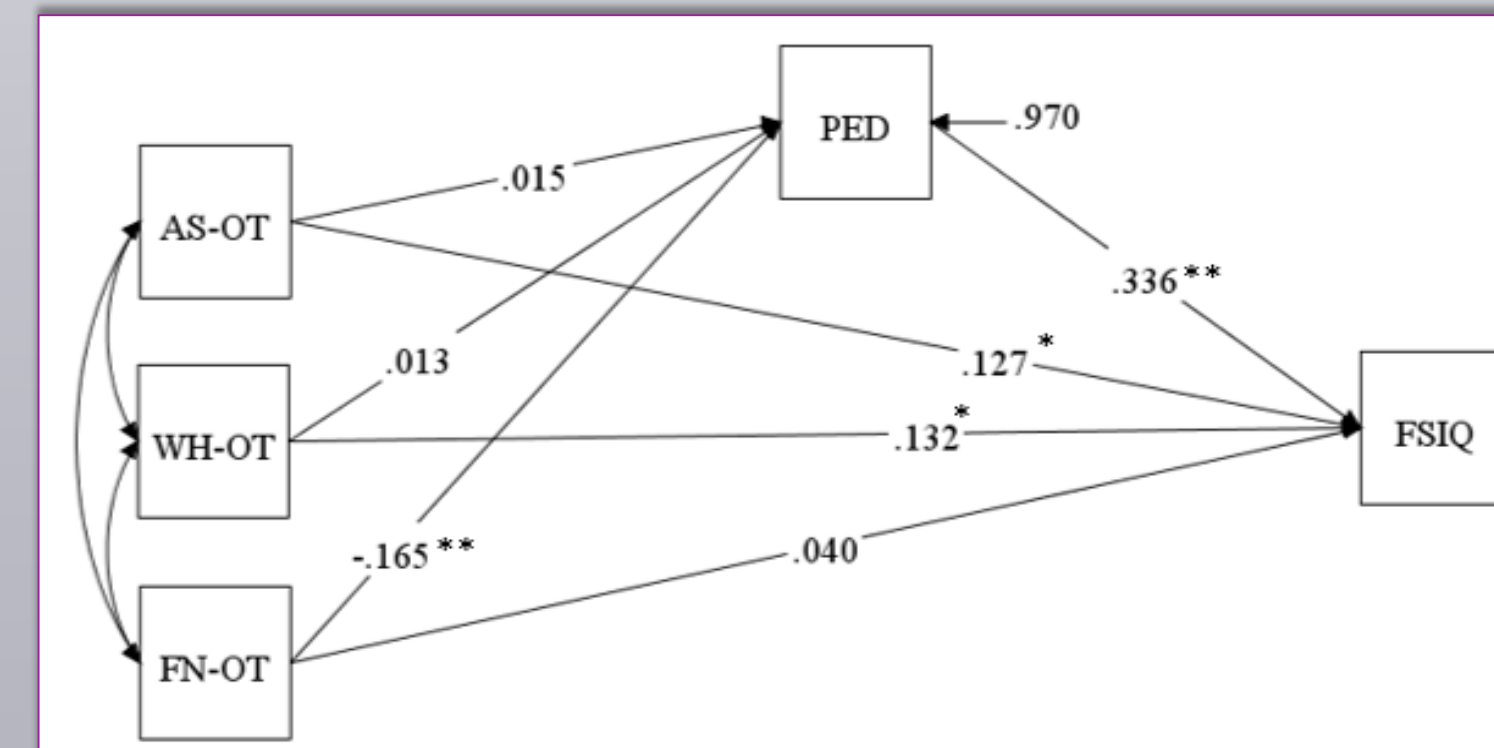 PED
.970
.015
AS-OT
.336**
.127*
.013
.132*
WH-OT
FSIQ
-.165**
.040
FN-OT